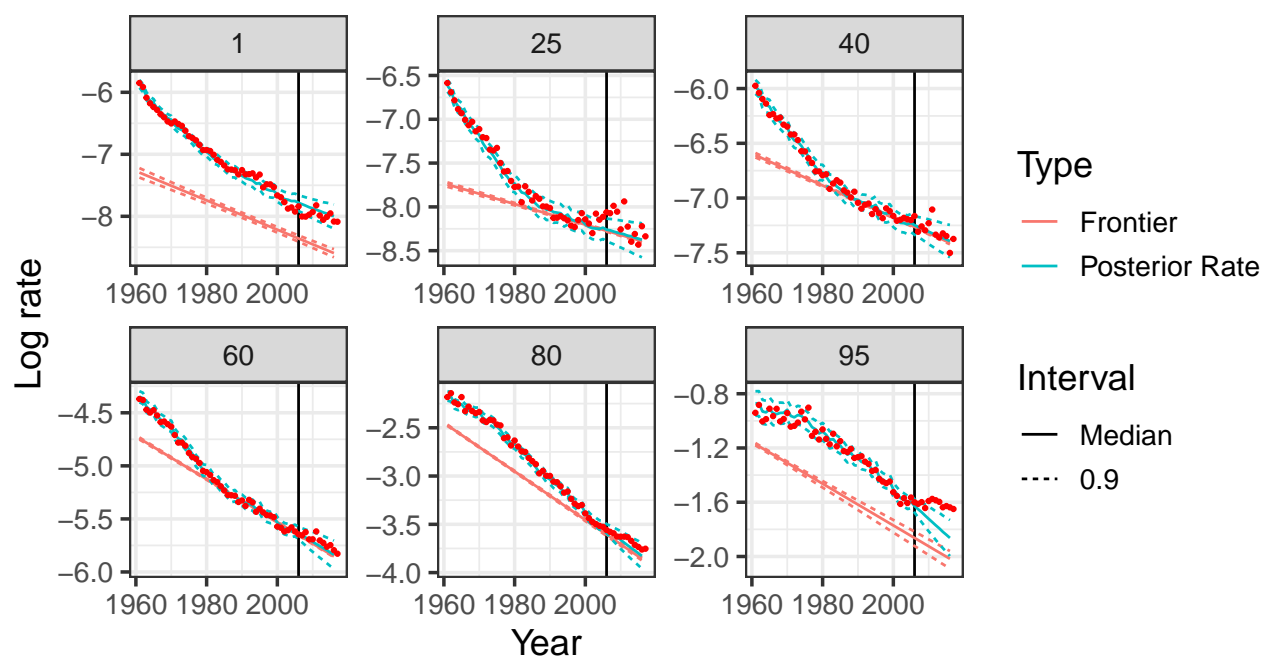 1
25
40
−6
−7
−8
−6.5
−7.0
−7.5
−8.0
−8.5
−6.0
−6.5
−7.0
−7.5
1960 1980 2000
1960 1980 2000
1960 1980 2000
60
80
95
−4.5
−5.0
−5.5
−6.0
−2.5
−3.0
−3.5
−4.0
−0.8
−1.2
−1.6
−2.0
1960 1980 2000
1960 1980 2000
1960 1980 2000
Log rate
Year
Type
Frontier
Posterior Rate
Interval
Median
0.9